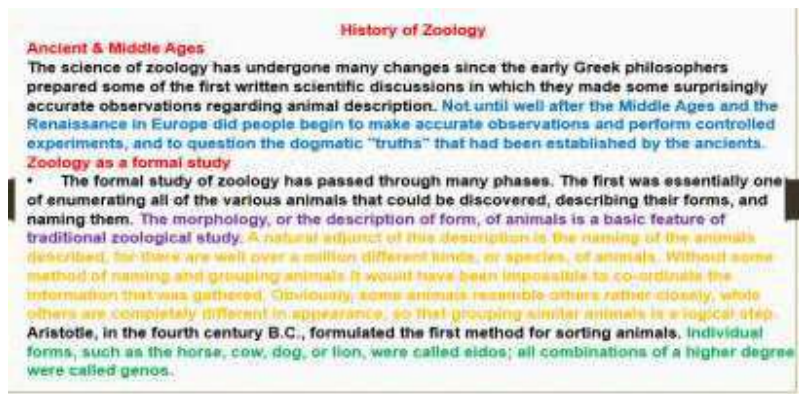 History of Zoology
Ancient & Middle Ages
The science of zoology has undergone many changes since the early Greek philosophers
prepared some of the first written scientific discussions in which they made some surprisingly
accurate observations regarding animal description. Not until well after the Middle Ages and the
Renaissance in Europe did people begin to make accurate observations and perform controlled
experiments, and to question the dogmatic "truths" that had been established by the ancients.
Zoology as a formal study
• The formal study of zoology has passed through many phases. The first was essentially one
of enumerating all of the various animals that could be discovered, describing their forms, and
naming them. The morphology, or the description of form, of animals is a basic feature of
traditional zoological study. A natural adjunct of this description is the naming of the animals
described, for there are well over a million different kinds, or species, of animals. Without some
method of naming and grouping animals it would have been impossible to co-ordinate the
information that was gathered. Obviously, some animals resemble others rather closely, while
others are completely different in appearance, so that grouping similar animals is a logical step.
Aristotle, in the fourth century B.C., formulated the first method for sorting animals. Individual
forms, such as the horse, cow, dog, or lion, were called eidos; all combinations of a higher degree
were called genos.